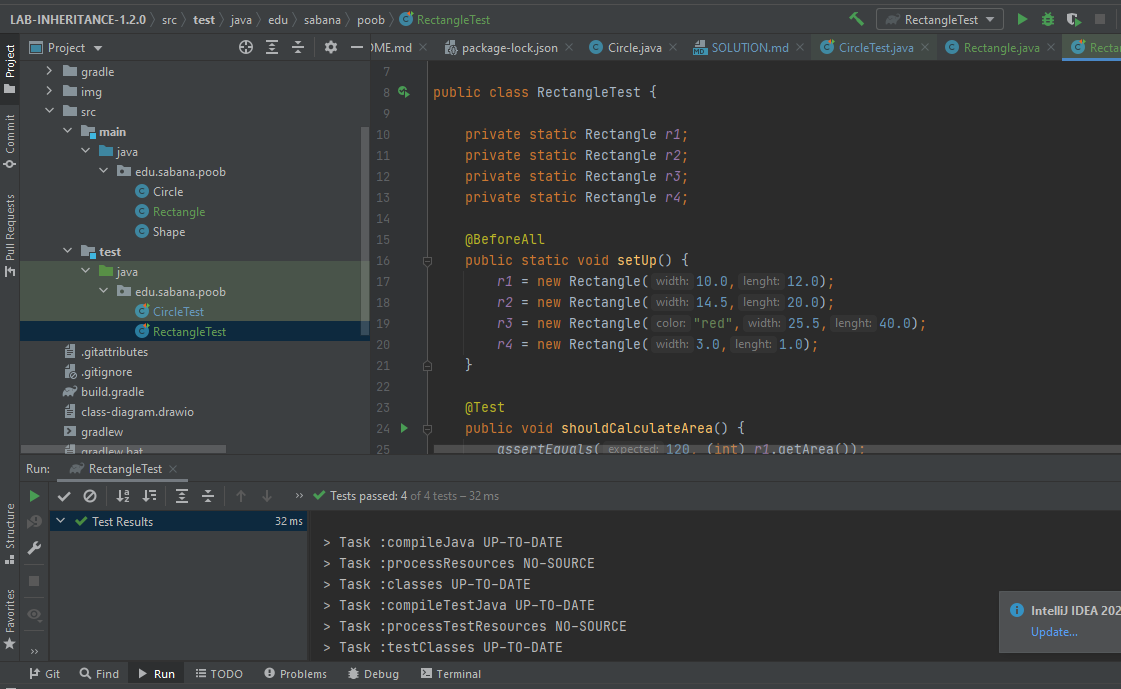 LAB-INHERITANCE-1.2.0 src test java edu sabana poob RectangleTest RectangleTest
Project OME.md package-lock.json Circle.java SOLUTION.md CircleTest.java Rectangle.java Recta
Project
Commit
Pull Requests
gradle
img
src
main
java
edu.sabana.poob
Circle
Rectangle
Shape
test
java
edu.sabana.poob
CircleTest
RectangleTest
.gitattributes
.gitignore
build.gradle
class-diagram.drawio
gradlew
gradlew.bat
7
8 public class RectangleTest {
9
10 private static Rectangle r1;
11 private static Rectangle r2;
12 private static Rectangle r3;
13 private static Rectangle r4;
14
15 @BeforeAll
16 public static void setUp() {
17 r1 = new Rectangle( width: 10.0, lenght: 12.0);
18 r2 = new Rectangle( width: 14.5, lenght: 20.0);
19 r3 = new Rectangle( color: "red", width: 25.5, lenght: 40.0);
20 r4 = new Rectangle( width: 3.0, lenght: 1.0);
21 }
22
23 @Test
24 public void shouldCalculateArea() {
25 assertEquals( expected: 120, (int) r1.getArea());
Run: RectangleTest
Tests passed: 4 of 4 tests – 32 ms
Test Results 32 ms
> Task :compileJava UP-TO-DATE
> Task :processResources NO-SOURCE
> Task :classes UP-TO-DATE
> Task :compileTestJava UP-TO-DATE
> Task :processTestResources NO-SOURCE
> Task :testClasses UP-TO-DATE
Structure
Favorites
IntelliJ IDEA 202
Update...
Git Find Run TODO Problems Debug Terminal